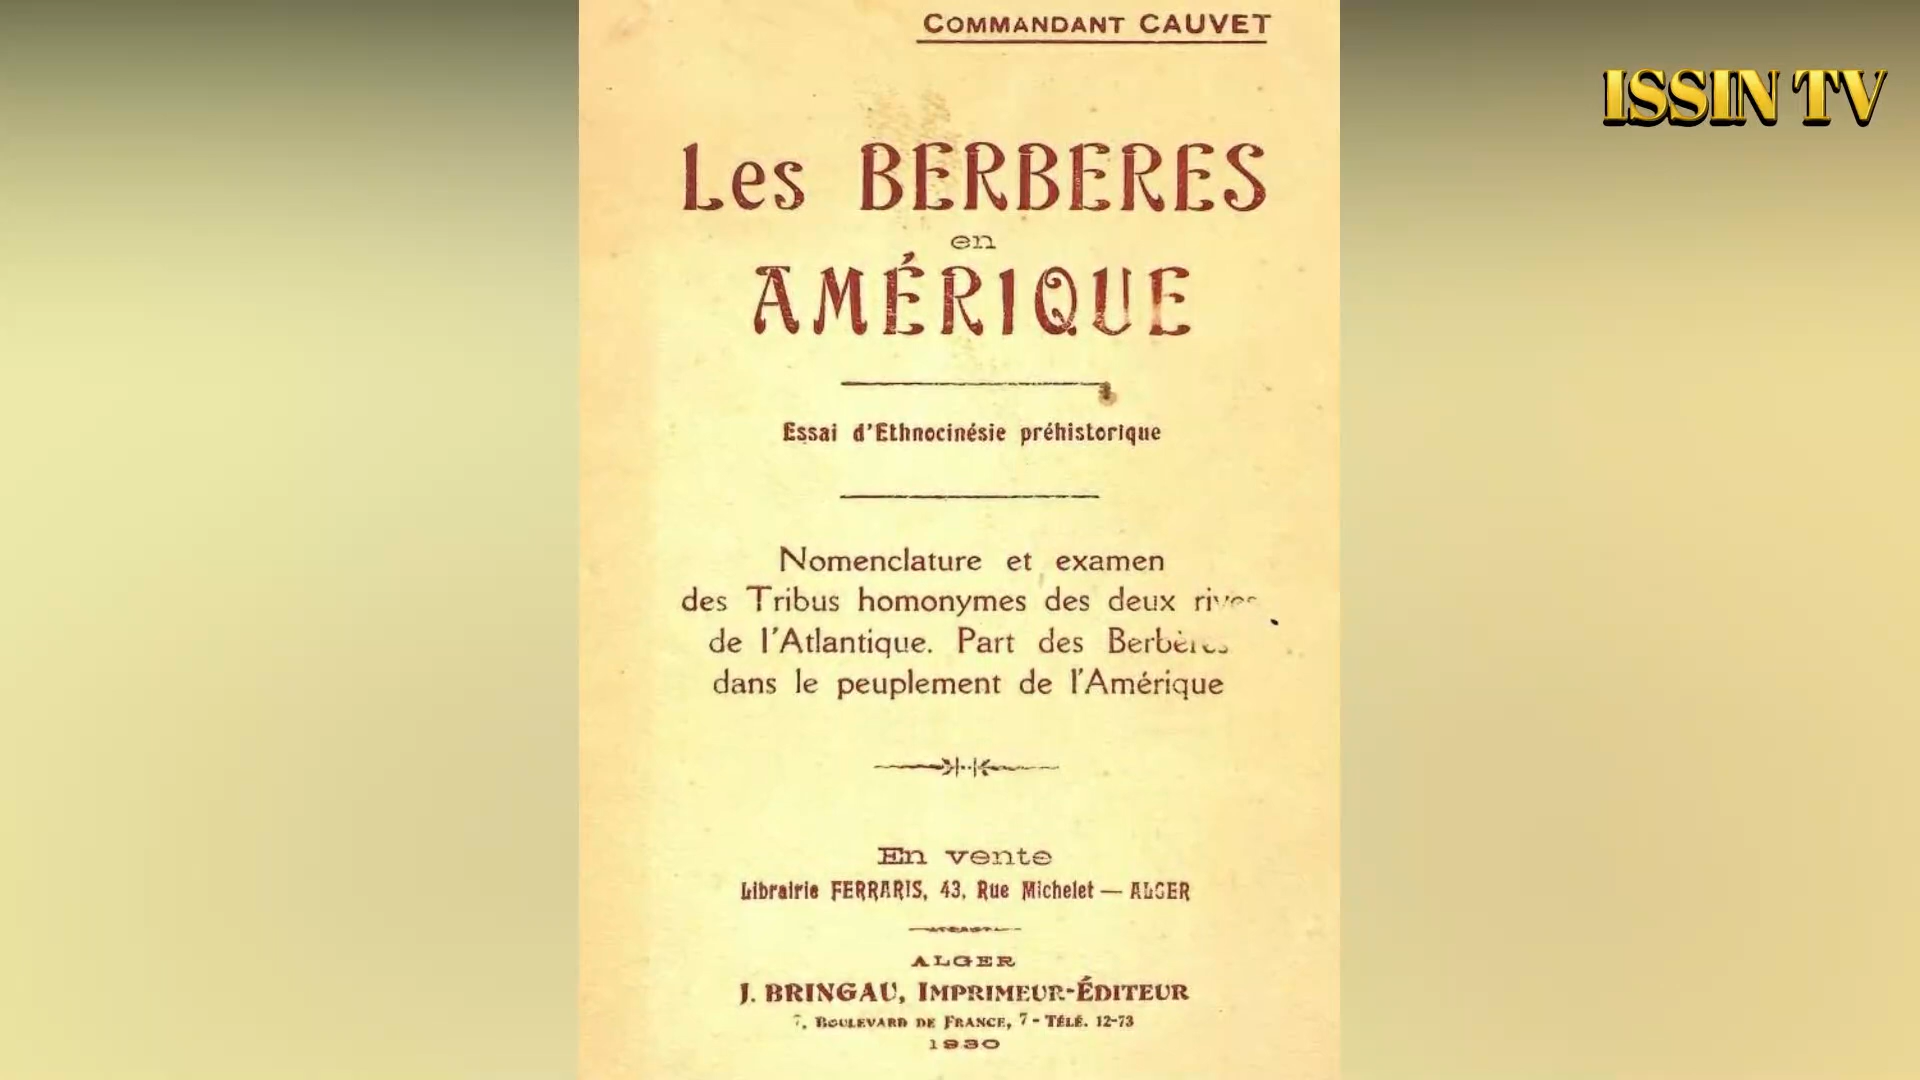 COMMANDANT CAUVET
ISSIN TV
Les BERBERES
en
AMÉRIQUE
Essai d'Ethnocinésie préhistorique
Nomenclature et examen
des Tribus homonymes des deux rives
de l'Atlantique. Part des Berbères
dans le peuplement de l'Amérique
En vente
Librairie FERRARIS, 43, Rue Michelet — ALGER
ALGER
J. BRINGAU, IMPRIMEUR-ÉDITEUR
7, BOULEVARD DE FRANCE, 7 - TÉLÉ. 12-73
1930